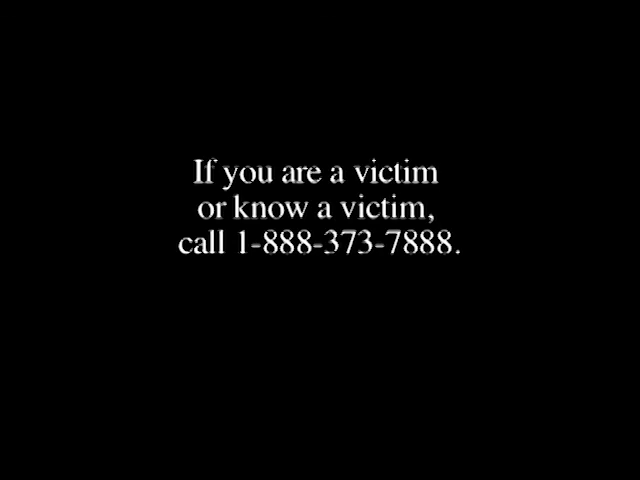 If you are a victim
or know a victim,
call 1-888-373-7888.